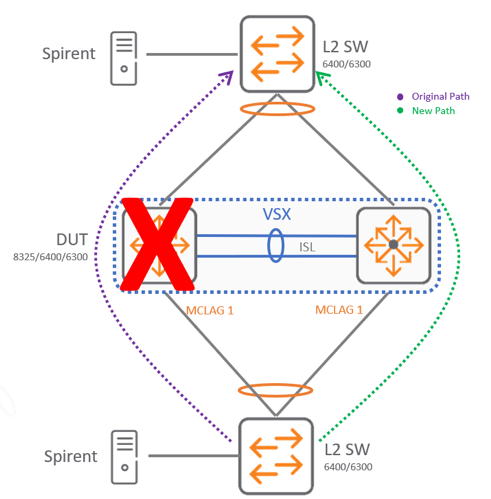 Spirent
L2 SW
6400/6300
Original Path
New Path
VSX
DUT
8325/6400/6300
ISL
MCLAG 1
MCLAG 1
Spirent
L2 SW
6400/6300